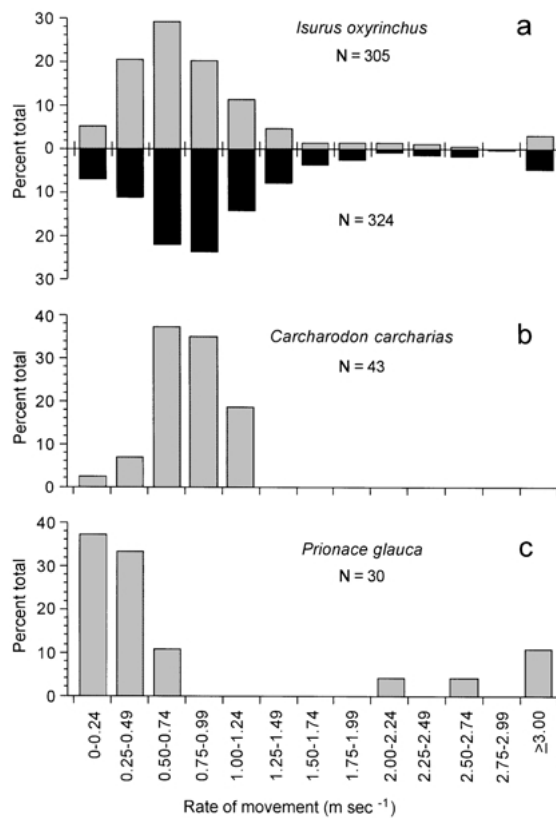 Isurus oxyrinchus
a
N = 305
30
20
10
0
10
20
30
Percent total
Percent total
N = 324
Carcharodon carcharias
b
N = 43
40
30
20
10
0
Percent total
Prionace glauca
c
N = 30
40
30
20
10
0
Percent total
0-0.24
0.25-0.49
0.50-0.74
0.75-0.99
1.00-1.24
1.25-1.49
1.50-1.74
1.75-1.99
2.00-2.24
2.25-2.49
2.50-2.74
2.75-2.99
≥3.00
Rate of movement (m sec ⁻¹)